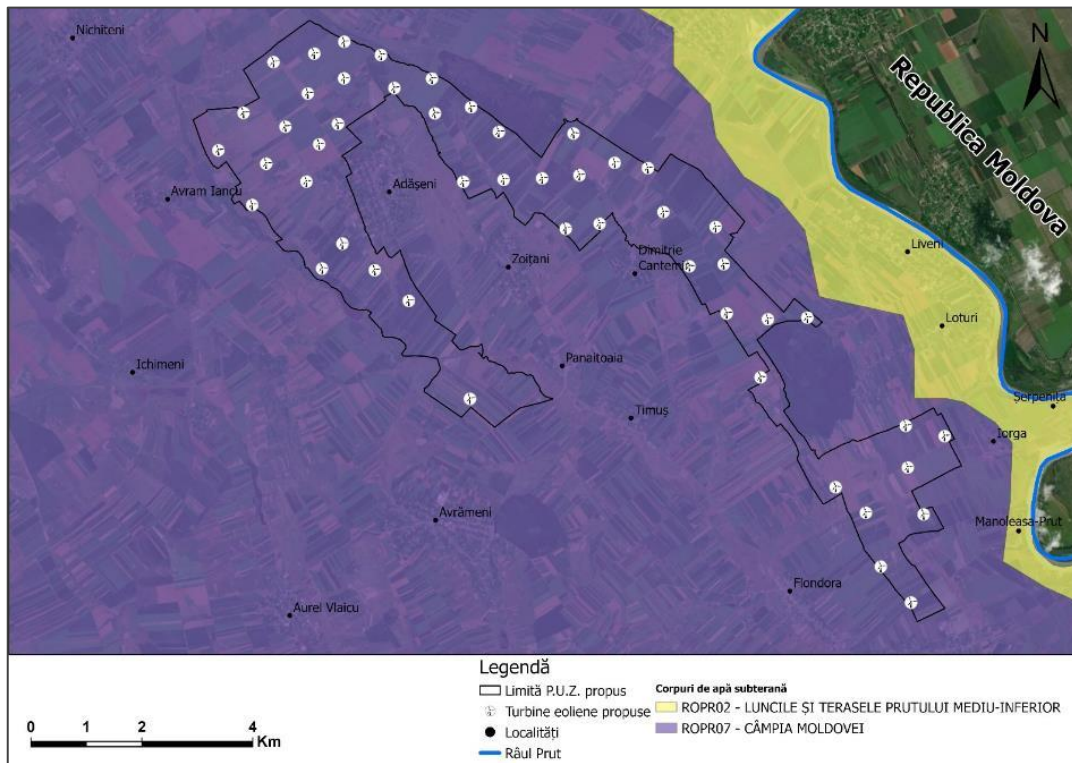 Nichiteni
N
Republica Moldova
Avram Iancu
Adășeni
Liveni
Zoițani
Dimitrie
Cantemir
Loturi
Ichimeni
Panaitoaia
Șerpenița
Timuș
Iorga
Avrămeni
Manoleasa-Prut
Flondora
Aurel Vlaicu
Legendă
Limită P.U.Z. propus
Turbine eoliene propuse
Localități
Râul Prut
Corpuri de apă subterană
ROPR02 - LUNCILE ȘI TERASELE PRUTULUI MEDIU-INFERIOR
ROPR07 - CÂMPIA MOLDOVEI
0 1 2 4
Km